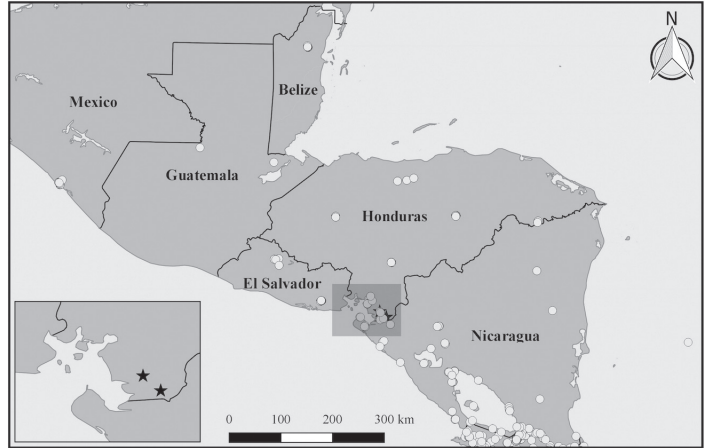 N
Belize
Mexico
Guatemala
Honduras
El Salvador
Nicaragua
0 100 200 300 km